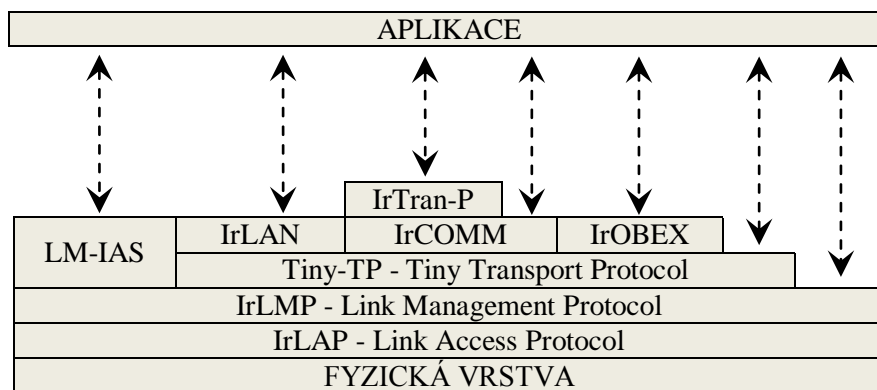 APLIKACE
IrTran-P
LM-IAS
IrLAN
IrCOMM
IrOBEX
Tiny-TP - Tiny Transport Protocol
IrLMP - Link Management Protocol
IrLAP - Link Access Protocol
FYZICKÁ VRSTVA